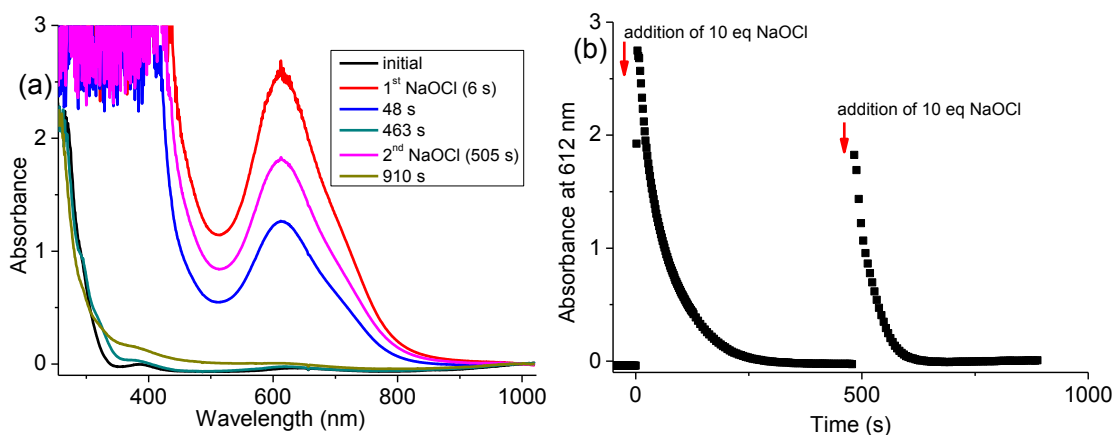 (a)
Absorbance
3
2
1
0
400
600
800
1000
Wavelength (nm)
initial
1st NaOCl (6 s)
48 s
463 s
2nd NaOCl (505 s)
910 s
(b)
Absorbance at 612 nm
3
2
1
0
0
500
1000
Time (s)
addition of 10 eq NaOCl
addition of 10 eq NaOCl